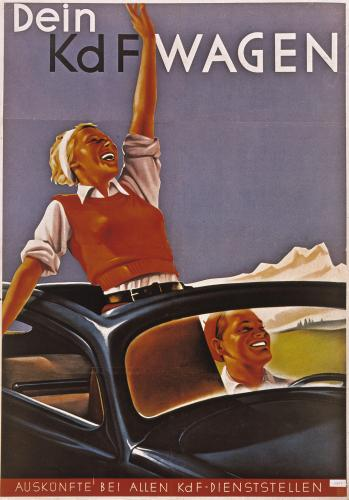 Dein
KdF WAGEN
AUSKÜNFTE BEI ALLEN KdF-DIENSTSTELLEN